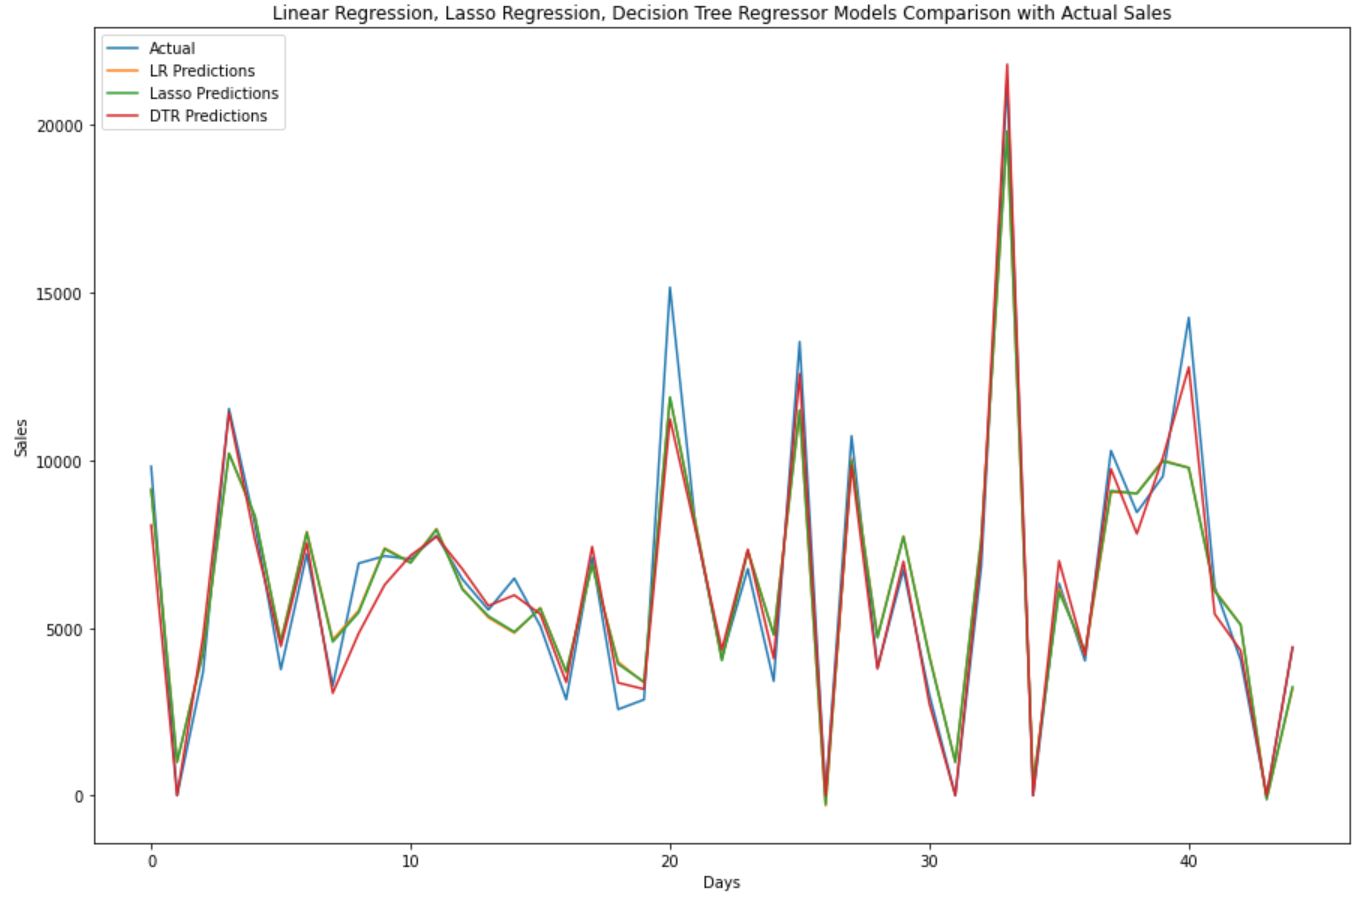 Linear Regression, Lasso Regression, Decision Tree Regressor Models Comparison with Actual Sales
Actual
LR Predictions
Lasso Predictions
DTR Predictions
20000
15000
10000
5000
0
Sales
0 10 20 30 40
Days